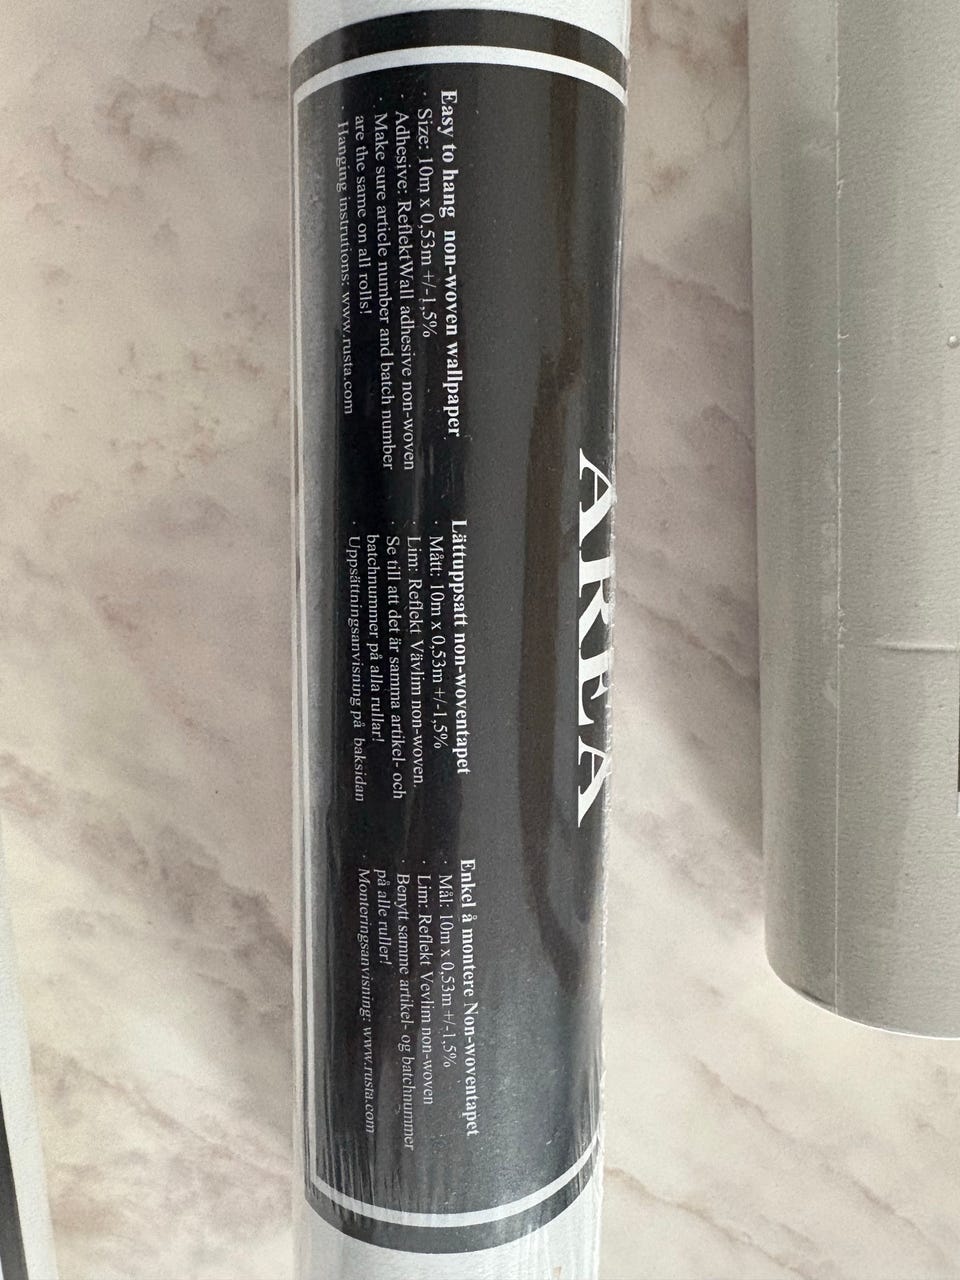 AREA
Easy to hang non-woven wallpaper
· Size: 10m x 0,53m +/-1,5%
· Adhesive: ReflektWall adhesive non-woven
· Make sure article number and batch number
are the same on all rolls!
· Hanging instrutions: www.rusta.com
Lättuppsatt non-woventapet
· Mått: 10m x 0,53m +/-1,5%
· Lim: Reflekt Vävlim non-woven.
· Se till att det är samma artikel- och
batchnummer på alla rullar!
· Uppsättningsanvisning på baksidan
Enkel å montere Non-woventapet
· Mål: 10m x 0,53m +/-1,5%
· Lim: Reflekt Vevlim non-woven
· Benytt samme artikel- og batchnummer
på alle ruller!
· Monteringsanvisning: www.rusta.com